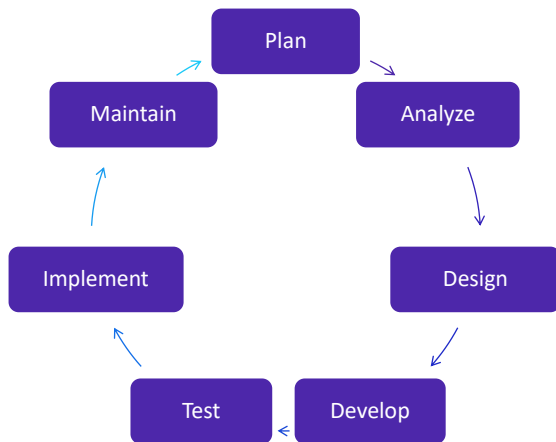 Plan
Analyze
Design
Develop
Test
Implement
Maintain